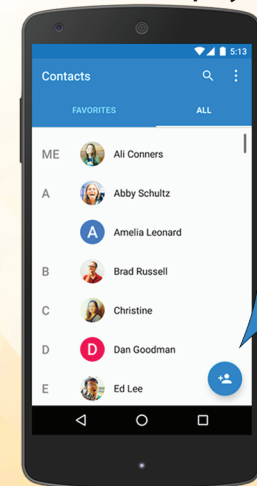 5:13
Contacts
FAVORITES ALL
ME Ali Conners
A Abby Schultz
A Amelia Leonard
B Brad Russell
C Christine
D D Dan Goodman
E Ed Lee